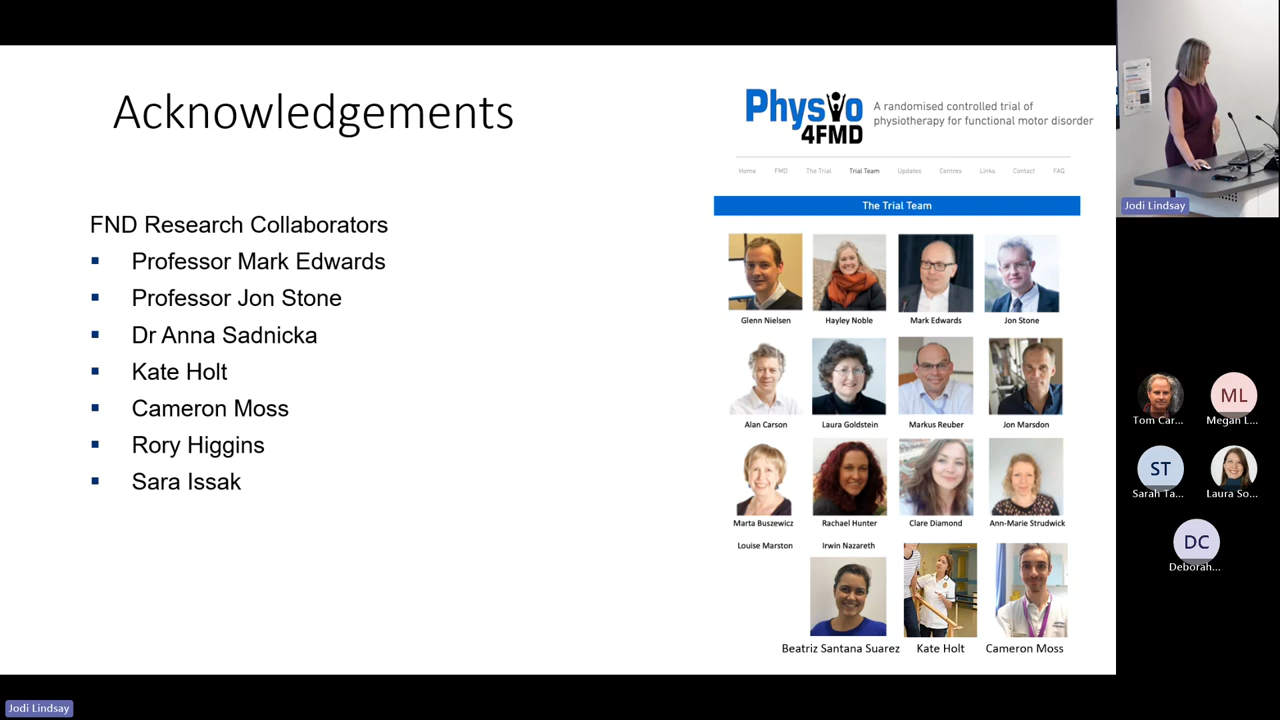 Acknowledgements
FND Research Collaborators
Professor Mark Edwards
Professor Jon Stone
Dr Anna Sadnicka
Kate Holt
Cameron Moss
Rory Higgins
Sara Issak
Physio
4FMD
A randomised controlled trial of
physiotherapy for functional motor disorder
Home FMD The Trial Trial Team Updates Centres Links Contact FAQ
The Trial Team
Glenn Nielsen Hayley Noble Mark Edwards Jon Stone
Alan Carson Laura Goldstein Markus Reuber Jon Marsdon
Marta Buszewicz Rachael Hunter Clare Diamond Ann-Marie Strudwick
Louise Marston Irwin Nazareth
Beatriz Santana Suarez Kate Holt Cameron Moss
Jodi Lindsay
ML
Tom Car... Megan L...
ST
Sarah Ta... Laura So...
DC
Deborah...
Jodi Lindsay